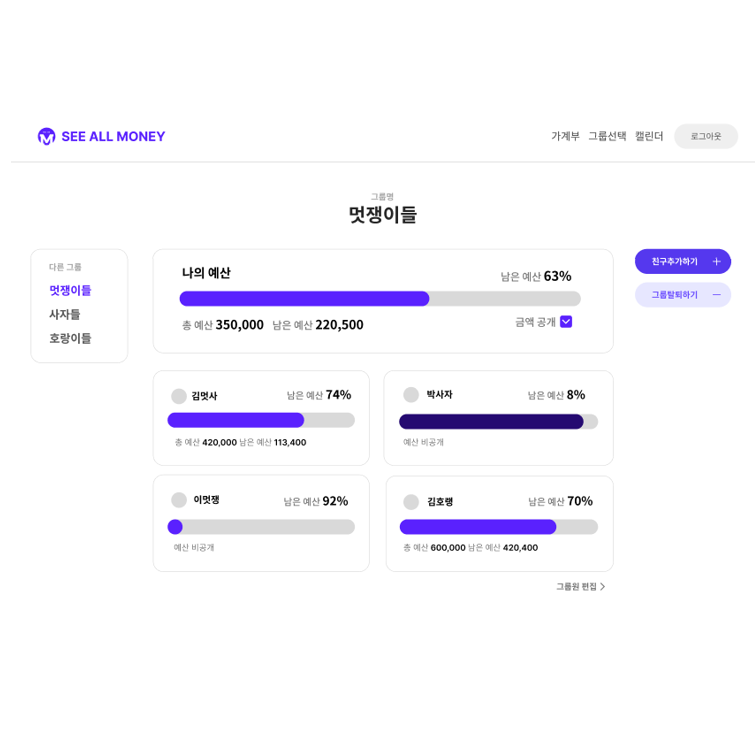 SEE ALL MONEY
가계부 그룹선택 캘린더 로그아웃
그룹명
멋쟁이들
다른 그룹
멋쟁이들
사자들
호랑이들
나의 예산
남은 예산 63%
총 예산 350,000 남은 예산 220,500
금액 공개
친구추가하기
그룹탈퇴하기
김멋사
남은 예산 74%
총 예산 420,000 남은 예산 113,400
박사자
남은 예산 8%
예산 비공개
이멋쟁
남은 예산 92%
예산 비공개
김호랭
남은 예산 70%
총 예산 600,000 남은 예산 420,400
그룹원 편집